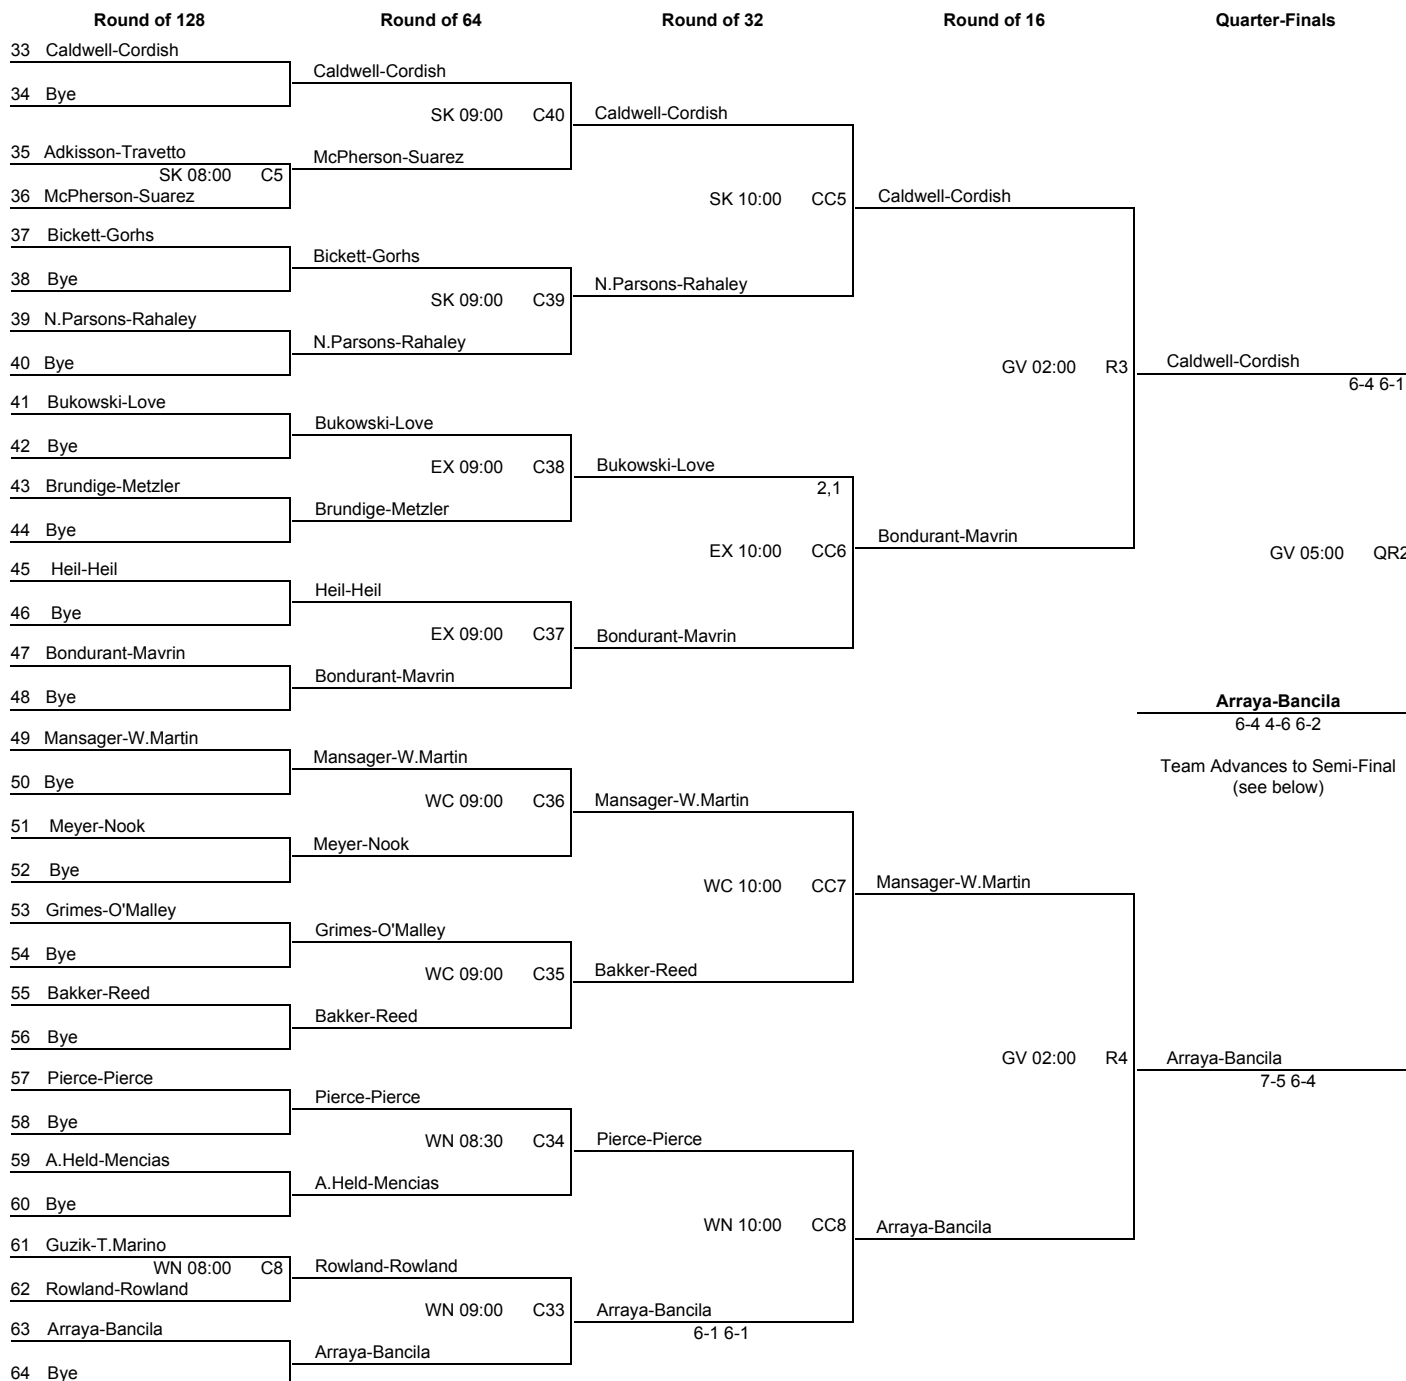 Round of 128 Round of 64 Round of 32 Round of 16 Quarter-Finals
33 Caldwell-Cordish
Caldwell-Cordish
34 Bye
SK 09:00 C40 Caldwell-Cordish
35 Adkisson-Travetto
McPherson-Suarez
SK 08:00 C5
36 McPherson-Suarez
SK 10:00 CC5 Caldwell-Cordish
37 Bickett-Gorhs
Bickett-Gorhs
38 Bye
N.Parsons-Rahaley
SK 09:00 C39
39 N.Parsons-Rahaley
N.Parsons-Rahaley
40 Bye
GV 02:00 R3 Caldwell-Cordish
6-4 6-1
41 Bukowski-Love
Bukowski-Love
42 Bye
EX 09:00 C38 Bukowski-Love
43 Brundige-Metzler
2,1
Brundige-Metzler
44 Bye
Bondurant-Mavrin
EX 10:00 CC6
GV 05:00 QR2
45 Heil-Heil
Heil-Heil
46 Bye
EX 09:00 C37 Bondurant-Mavrin
47 Bondurant-Mavrin
Bondurant-Mavrin
48 Bye
Arraya-Bancila
6-4 4-6 6-2
49 Mansager-W.Martin
Mansager-W.Martin
Team Advances to Semi-Final
50 Bye
(see below)
WC 09:00 C36 Mansager-W.Martin
51 Meyer-Nook
Meyer-Nook
52 Bye
WC 10:00 CC7 Mansager-W.Martin
53 Grimes-O'Malley
Grimes-O'Malley
54 Bye
WC 09:00 C35 Bakker-Reed
55 Bakker-Reed
Bakker-Reed
56 Bye
GV 02:00 R4 Arraya-Bancila
57 Pierce-Pierce
7-5 6-4
Pierce-Pierce
58 Bye
WN 08:30 C34 Pierce-Pierce
59 A.Held-Mencias
A.Held-Mencias
60 Bye
WN 10:00 CC8 Arraya-Bancila
61 Guzik-T.Marino
Rowland-Rowland
WN 08:00 C8
62 Rowland-Rowland
WN 09:00 C33 Arraya-Bancila
63 Arraya-Bancila
6-1 6-1
Arraya-Bancila
64 Bye